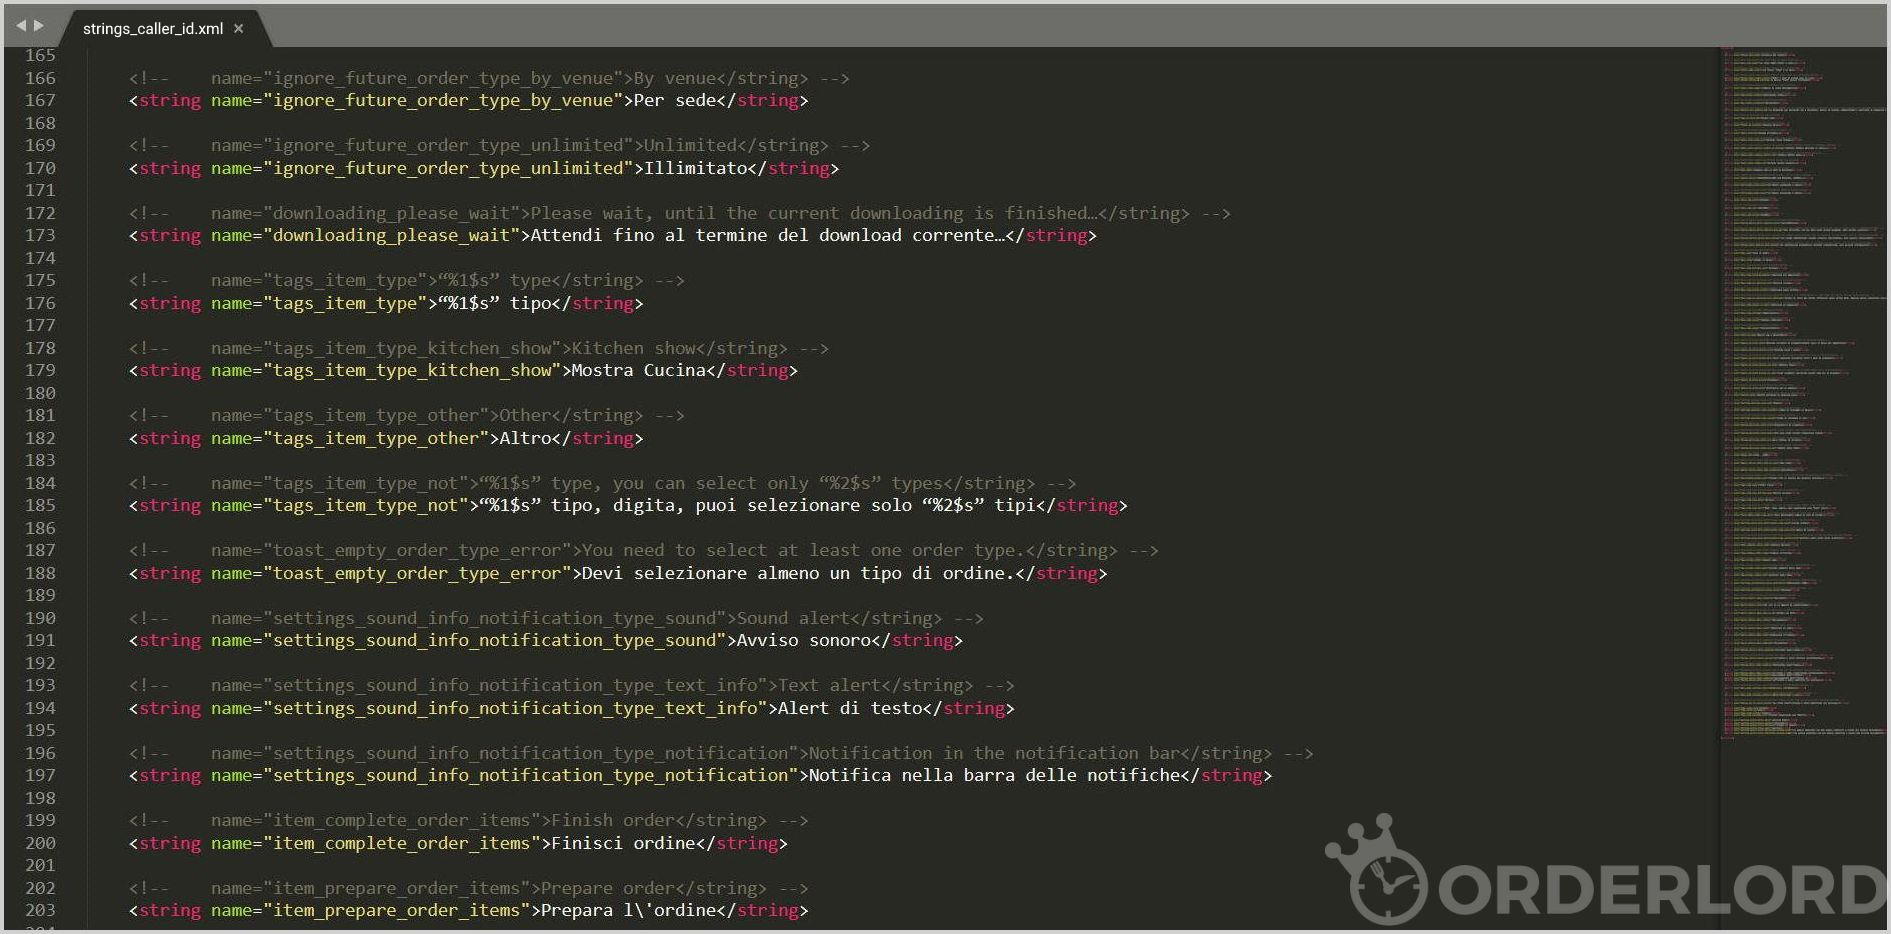 strings_caller_id.xml ×
165
166 <!--    name="ignore_future_order_type_by_venue">By venue</string> -->
167 <string name="ignore_future_order_type_by_venue">Per sede</string>
168
169 <!--    name="ignore_future_order_type_unlimited">Unlimited</string> -->
170 <string name="ignore_future_order_type_unlimited">Illimitato</string>
171
172 <!--    name="downloading_please_wait">Please wait, until the current downloading is finished…</string> -->
173 <string name="downloading_please_wait">Attendi fino al termine del download corrente…</string>
174
175 <!--    name="tags_item_type">“%1$s” type</string> -->
176 <string name="tags_item_type">“%1$s” tipo</string>
177
178 <!--    name="tags_item_type_kitchen_show">Kitchen show</string> -->
179 <string name="tags_item_type_kitchen_show">Mostra Cucina</string>
180
181 <!--    name="tags_item_type_other">Other</string> -->
182 <string name="tags_item_type_other">Altro</string>
183
184 <!--    name="tags_item_type_not">“%1$s” type, you can select only “%2$s” types</string> -->
185 <string name="tags_item_type_not">“%1$s” tipo, digita, puoi selezionare solo “%2$s” tipi</string>
186
187 <!--    name="toast_empty_order_type_error">You need to select at least one order type.</string> -->
188 <string name="toast_empty_order_type_error">Devi selezionare almeno un tipo di ordine.</string>
189
190 <!--    name="settings_sound_info_notification_type_sound">Sound alert</string> -->
191 <string name="settings_sound_info_notification_type_sound">Avviso sonoro</string>
192
193 <!--    name="settings_sound_info_notification_type_text_info">Text alert</string> -->
194 <string name="settings_sound_info_notification_type_text_info">Alert di testo</string>
195
196 <!--    name="settings_sound_info_notification_type_notification">Notification in the notification bar</string> -->
197 <string name="settings_sound_info_notification_type_notification">Notifica nella barra delle notifiche</string>
198
199 <!--    name="item_complete_order_items">Finish order</string> -->
200 <string name="item_complete_order_items">Finisci ordine</string>
201
202 <!--    name="item_prepare_order_items">Prepare order</string> -->
203 <string name="item_prepare_order_items">Prepara l\'ordine</string>
ORDERLORD